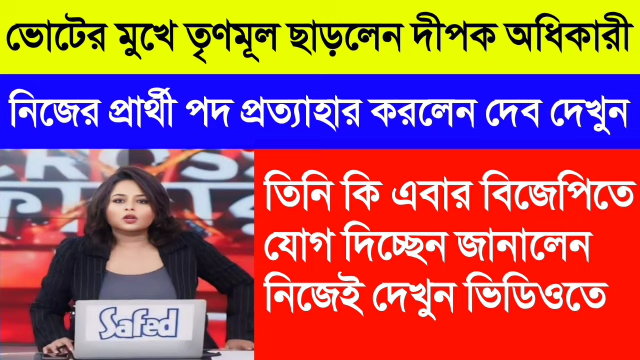 ভোটের মুখে তৃণমূল ছাড়লেন দীপক অধিকারী
নিজের প্রার্থী পদ প্রত্যাহার করলেন দেব দেখুন
তিনি কি এবার বিজেপিতে
যোগ দিচ্ছেন জানালেন
নিজেই দেখুন ভিডিওতে
Safed